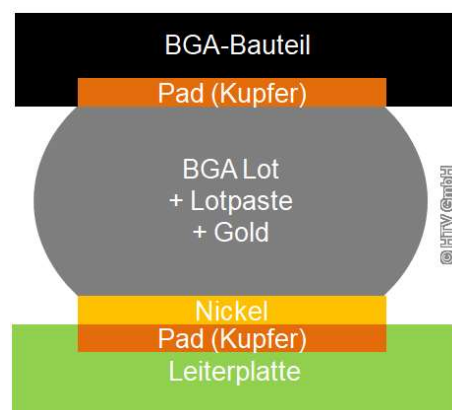 BGA-Bauteil
Pad (Kupfer)
BGA Lot
+ Lotpaste
+ Gold
© HTV GmbH
Nickel
Pad (Kupfer)
Leiterplatte